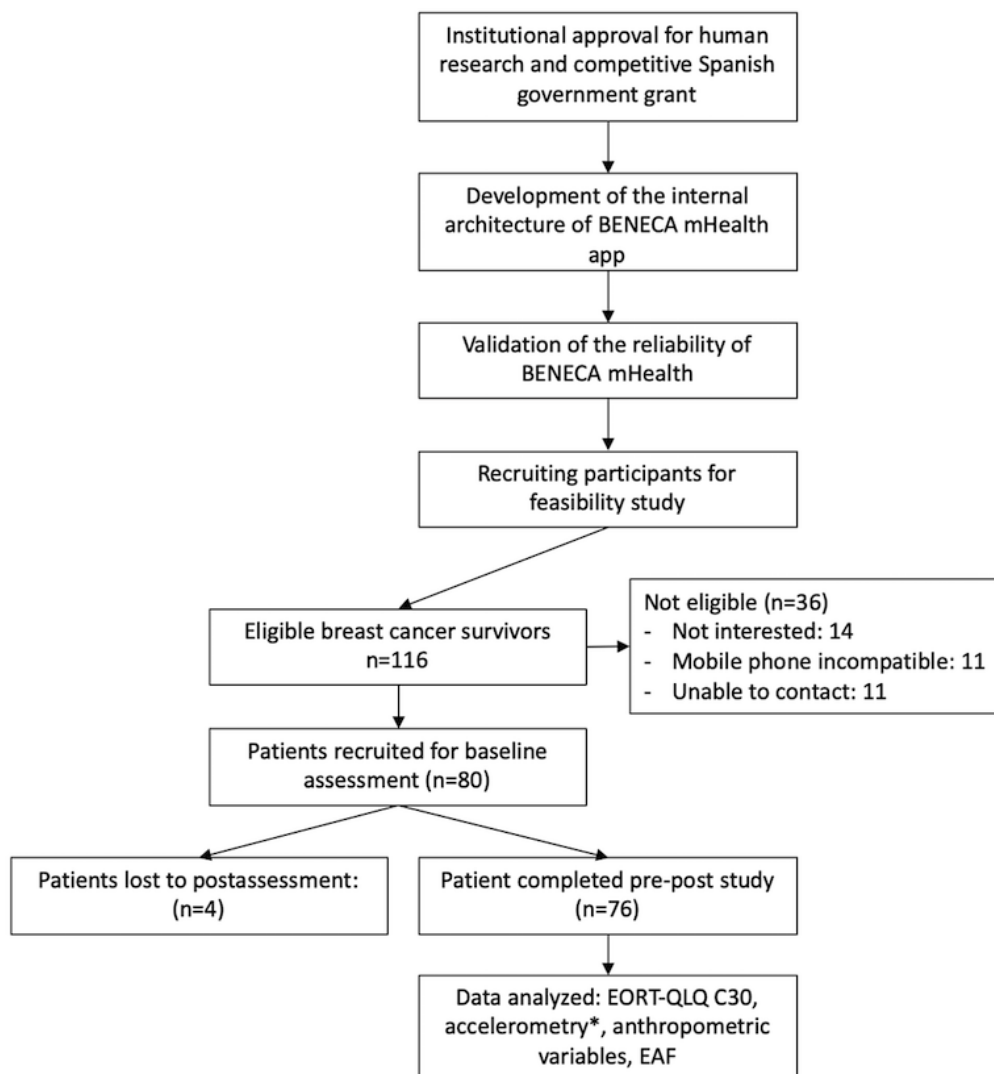 Institutional approval for human
research and competitive Spanish
government grant
Development of the internal
architecture of BENECA mHealth
app
Validation of the reliability of
BENECA mHealth
Recruiting participants for
feasibility study
Eligible breast cancer survivors
n=116
Not eligible (n=36)
- Not interested: 14
- Mobile phone incompatible: 11
- Unable to contact: 11
Patients recruited for baseline
assessment (n=80)
Patients lost to postassessment:
(n=4)
Patient completed pre-post study
(n=76)
Data analyzed: EORT-QLQ C30,
accelerometry*, anthropometric
variables, EAF